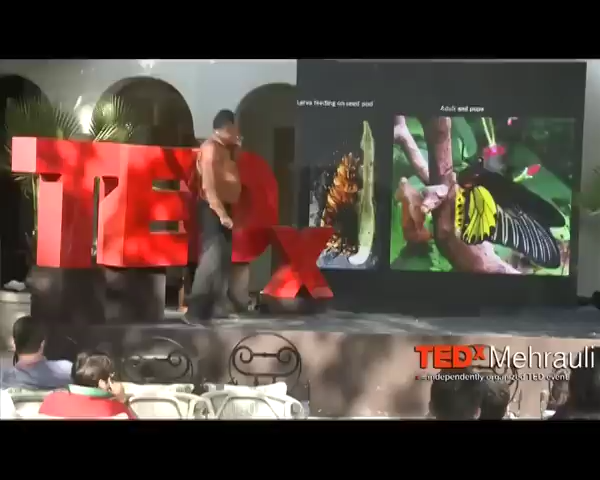 Larva feeding on seed pod
Adult and pupa
TEDx
TEDxMehrauli
x = independently organized TED event